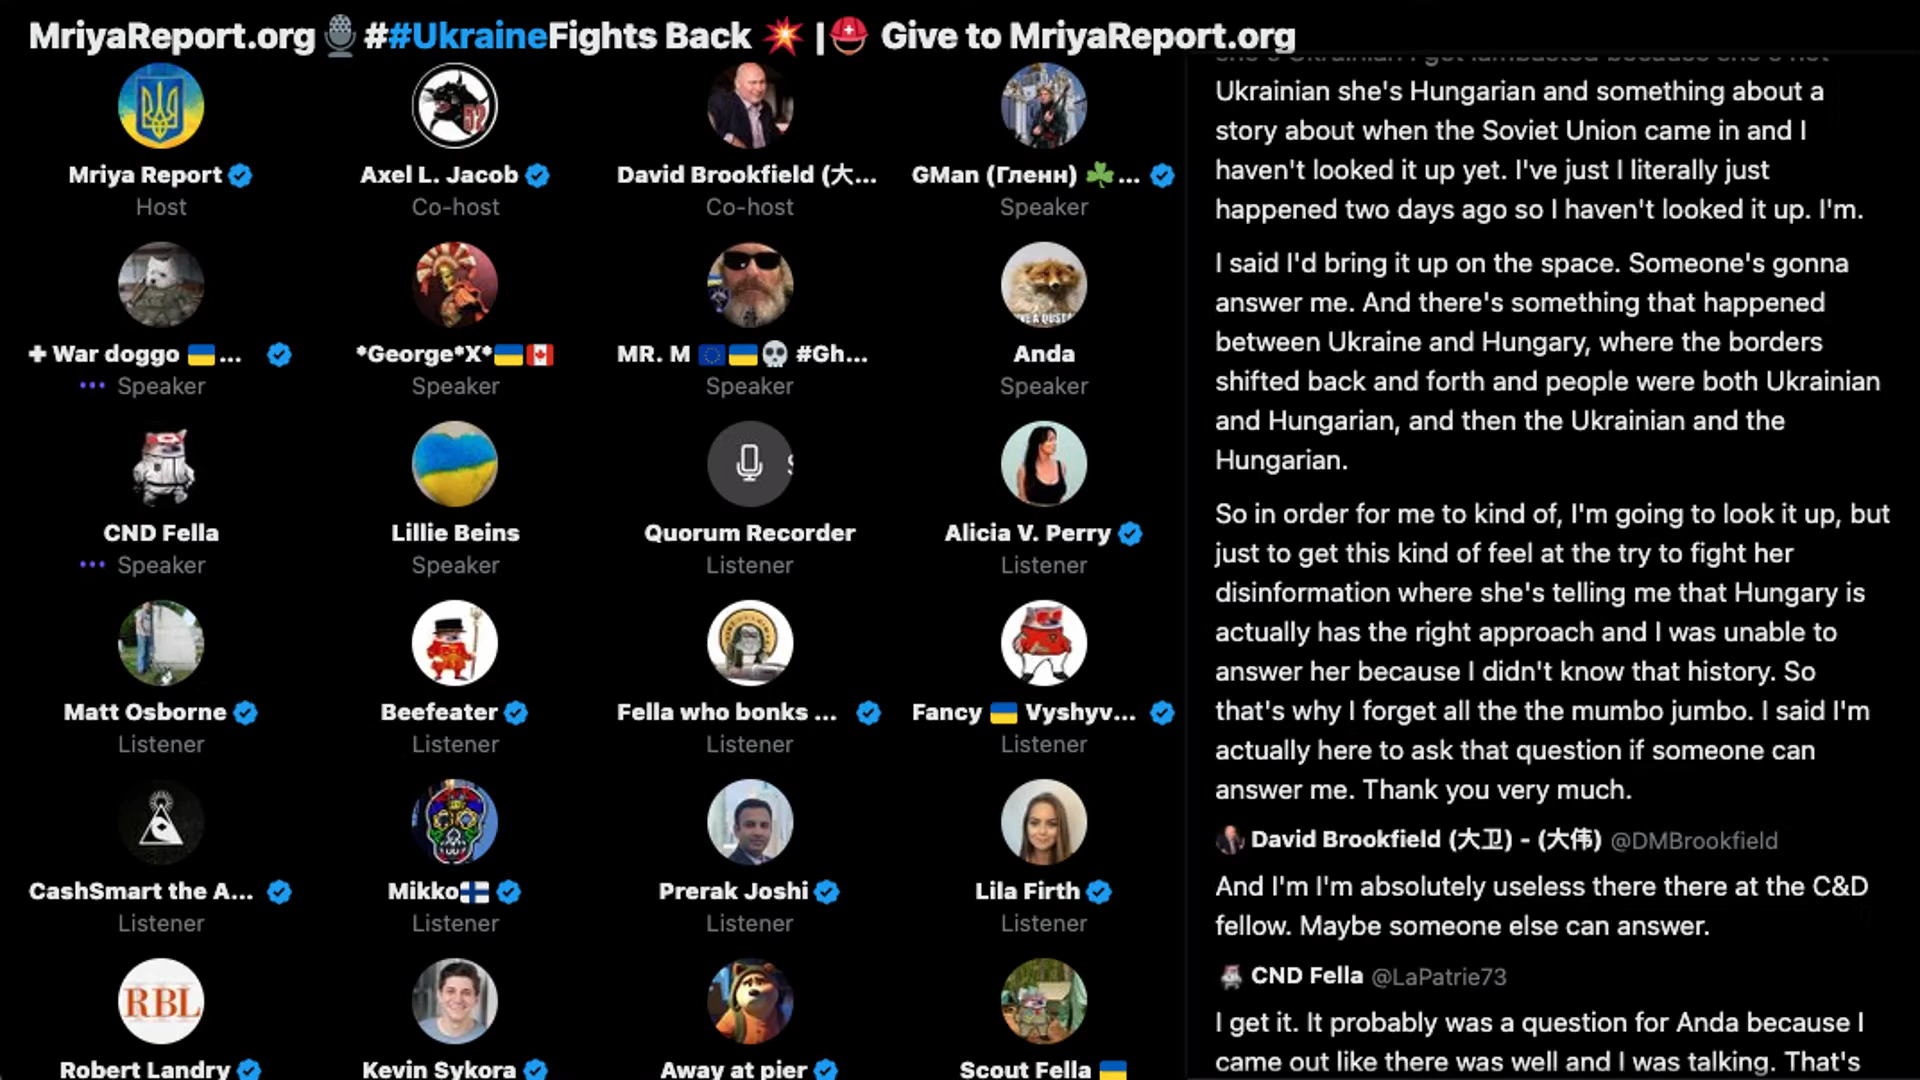 MriyaReport.org🎙️##UkraineFights Back 💥 |⛑️ Give to MriyaReport.org
Mriya Report
Host
Axel L. Jacob
Co-host
David Brookfield (大...
Co-host
GMan (Гленн) ☘️...
Speaker
✚ War doggo 🇺🇦...
••• Speaker
*George*X*🇺🇦🇨🇦
Speaker
MR. M 🇪🇺🇺🇦💀 #Gh...
Speaker
Anda
Speaker
CND Fella
••• Speaker
Lillie Beins
Speaker
Quorum Recorder
Listener
Alicia V. Perry
Listener
Matt Osborne
Listener
Beefeater
Listener
Fella who bonks ...
Listener
Fancy 🇺🇦 Vyshyv...
Listener
CashSmart the A...
Listener
Mikko🇫🇮
Listener
Prerak Joshi
Listener
Lila Firth
Listener
RBL
Robert Landry
Kevin Sykora
Away at pier
Scout Fella 🇺🇦
she's Ukrainian I get lambasted because she's not
Ukrainian she's Hungarian and something about a
story about when the Soviet Union came in and I
haven't looked it up yet. I've just I literally just
happened two days ago so I haven't looked it up. I'm.
I said I'd bring it up on the space. Someone's gonna
answer me. And there's something that happened
between Ukraine and Hungary, where the borders
shifted back and forth and people were both Ukrainian
and Hungarian, and then the Ukrainian and the
Hungarian.
So in order for me to kind of, I'm going to look it up, but
just to get this kind of feel at the try to fight her
disinformation where she's telling me that Hungary is
actually has the right approach and I was unable to
answer her because I didn't know that history. So
that's why I forget all the the mumbo jumbo. I said I'm
actually here to ask that question if someone can
answer me. Thank you very much.
David Brookfield (大卫) - (大伟) @DMBrookfield
And I'm I'm absolutely useless there there at the C&D
fellow. Maybe someone else can answer.
CND Fella @LaPatrie73
I get it. It probably was a question for Anda because I
came out like there was well and I was talking. That's